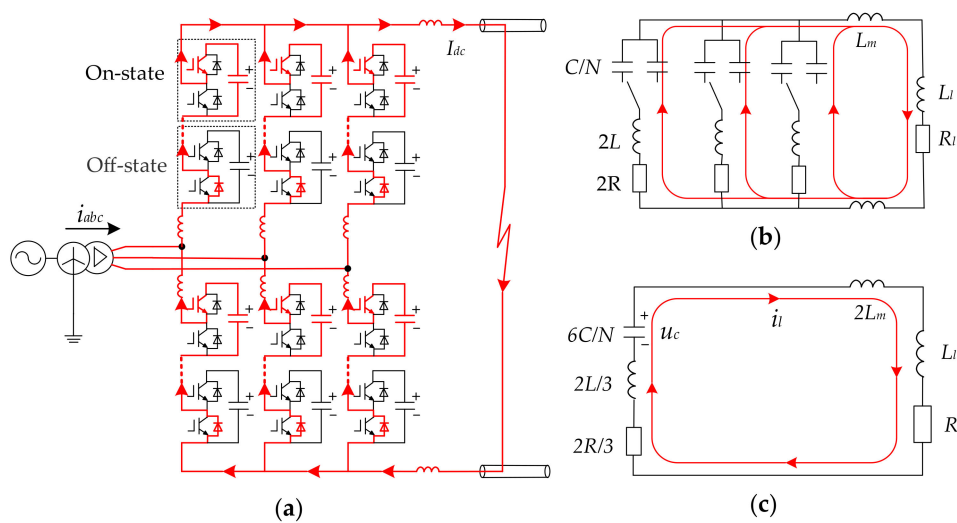 On-state
Off-state
+
−
+
−
+
−
+
−
+
−
+
−
I_dc
i_abc
+
−
+
−
+
−
+
−
+
−
+
−
(a)
C/N
2L
2R
L_m
L_l
R_l
(b)
6C/N
+
−
u_c
i_l
2L_m
L_l
2L/3
2R/3
R
(c)